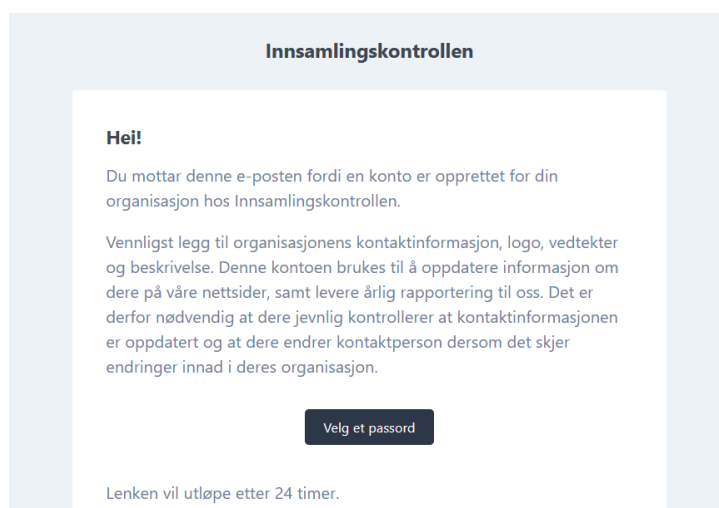 Innsamlingskontrollen
Hei!
Du mottar denne e-posten fordi en konto er opprettet for din
organisasjon hos Innsamlingskontrollen.
Vennligst legg til organisasjonens kontaktinformasjon, logo, vedtekter
og beskrivelse. Denne kontoen brukes til å oppdatere informasjon om
dere på våre nettsider, samt levere årlig rapportering til oss. Det er
derfor nødvendig at dere jevnlig kontrollerer at kontaktinformasjonen
er oppdatert og at dere endrer kontaktperson dersom det skjer
endringer innad i deres organisasjon.
Velg et passord
Lenken vil utløpe etter 24 timer.